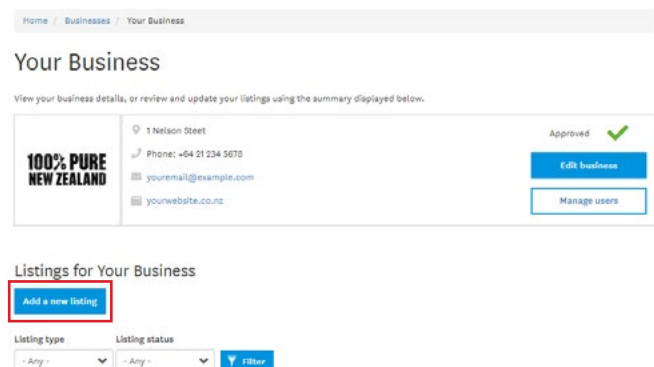 Home / Businesses / Your Business
Your Business
View your business details, or review and update your listings using the summary displayed below.
100% PURE
NEW ZEALAND
1 Nelson Steet
Phone: +64 21 234 5678
youremail@example.com
yourwebsite.co.nz
Approved
Edit business
Manage users
Listings for Your Business
Add a new listing
Listing type Listing status
- Any - - Any - Filter